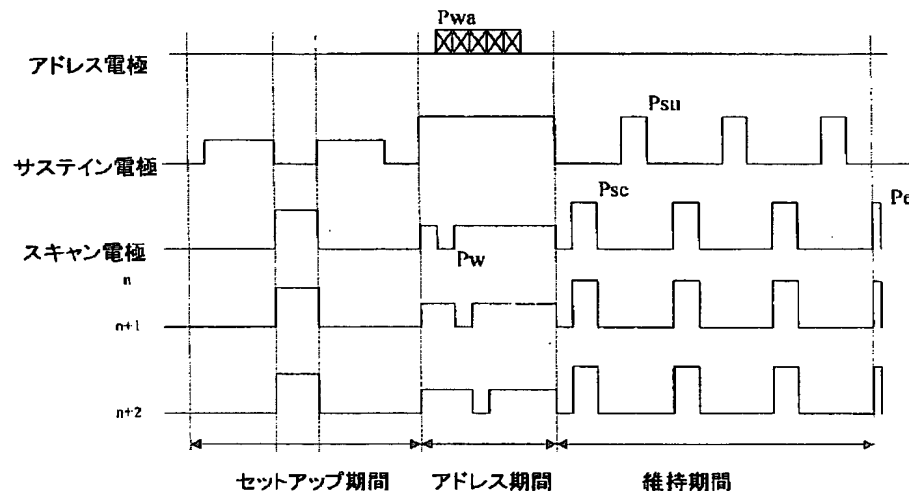 Pwa
アドレス電極
Psu
サステイン電極
Psc
Pe
スキャン電極
Pw
n
n+1
n+2
セットアップ期間
アドレス期間
維持期間